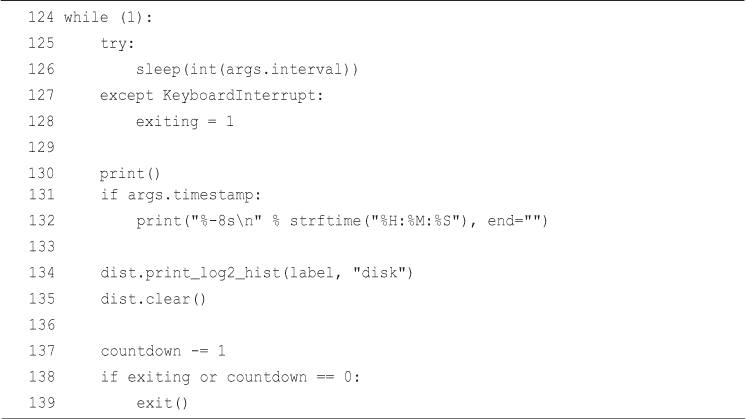 124 while (1):
125     try:
126         sleep(int(args.interval))
127     except KeyboardInterrupt:
128         exiting = 1
129
130     print()
131     if args.timestamp:
132         print("%-8s\n" % strftime("%H:%M:%S"), end="")
133
134     dist.print_log2_hist(label, "disk")
135     dist.clear()
136
137     countdown -= 1
138     if exiting or countdown == 0:
139         exit()